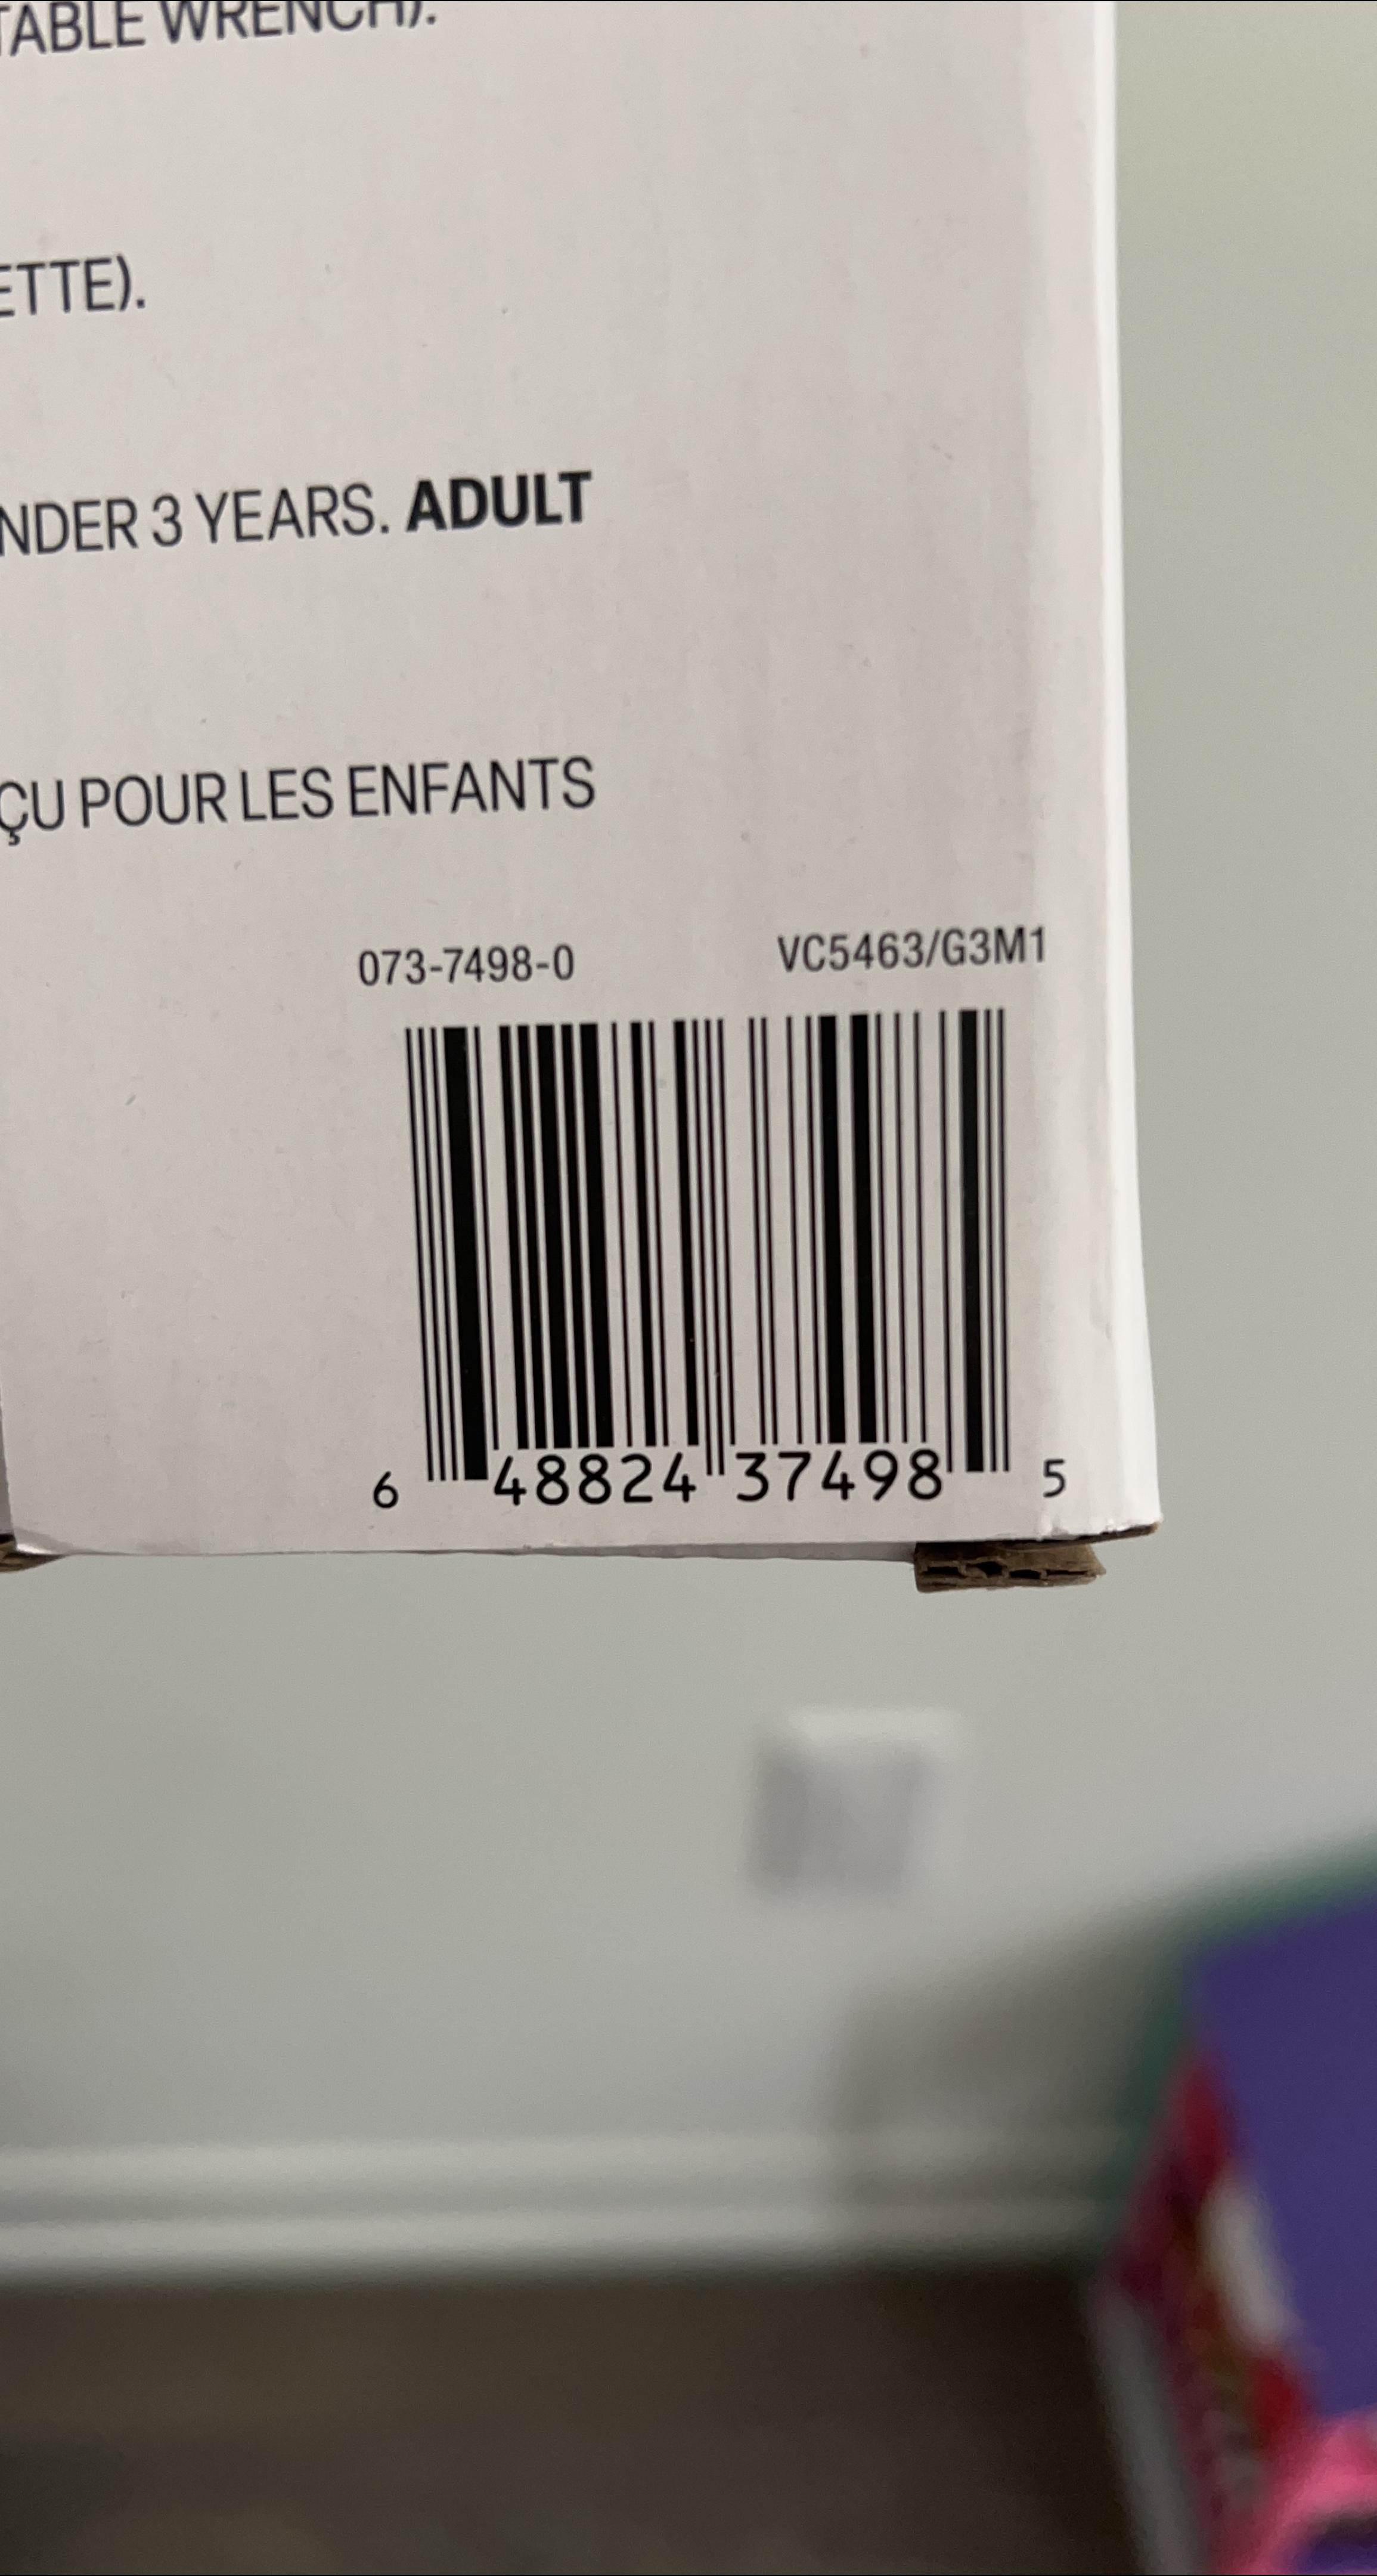 TABLE WRENCH).
ETTE).
NDER 3 YEARS. ADULT
ÇU POUR LES ENFANTS
073-7498-0 VC5463/G3M1
6 48824 37498 5